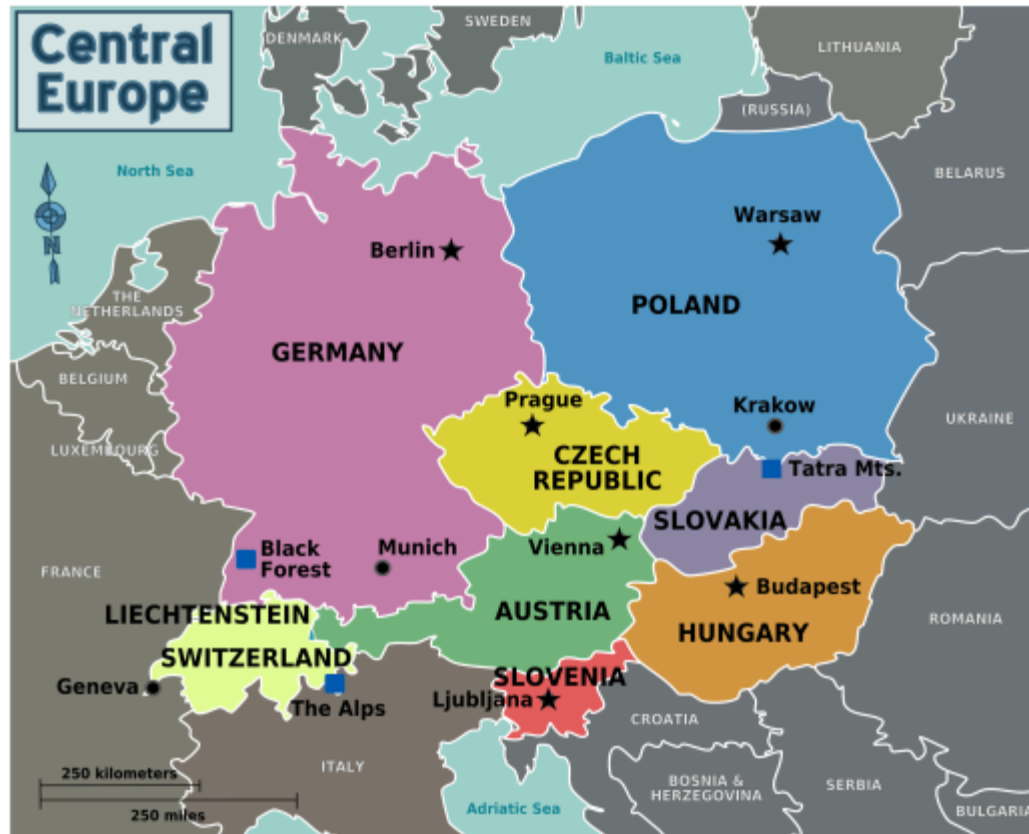 Central
Europe
DENMARK
SWEDEN
Baltic Sea
LITHUANIA
(RUSSIA)
BELARUS
North Sea
N
Berlin
Warsaw
THE
NETHERLANDS
POLAND
GERMANY
BELGIUM
Prague
Krakow
UKRAINE
LUXEMBOURG
CZECH
REPUBLIC
Tatra Mts.
SLOVAKIA
Black
Forest
Munich
Vienna
FRANCE
Budapest
LIECHTENSTEIN
AUSTRIA
HUNGARY
ROMANIA
SWITZERLAND
SLOVENIA
Geneva
Ljubljana
The Alps
CROATIA
ITALY
250 kilometers
BOSNIA &
HERZEGOVINA
SERBIA
250 miles
Adriatic Sea
BULGARIA